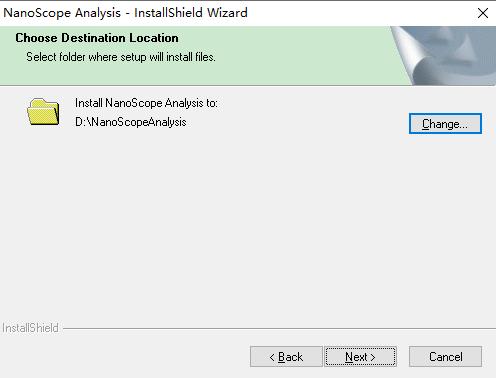 NanoScope Analysis - InstallShield Wizard
Choose Destination Location
Select folder where setup will install files.
Install NanoScope Analysis to:
D:\NanoScopeAnalysis
Change...
InstallShield
< Back
Next >
Cancel